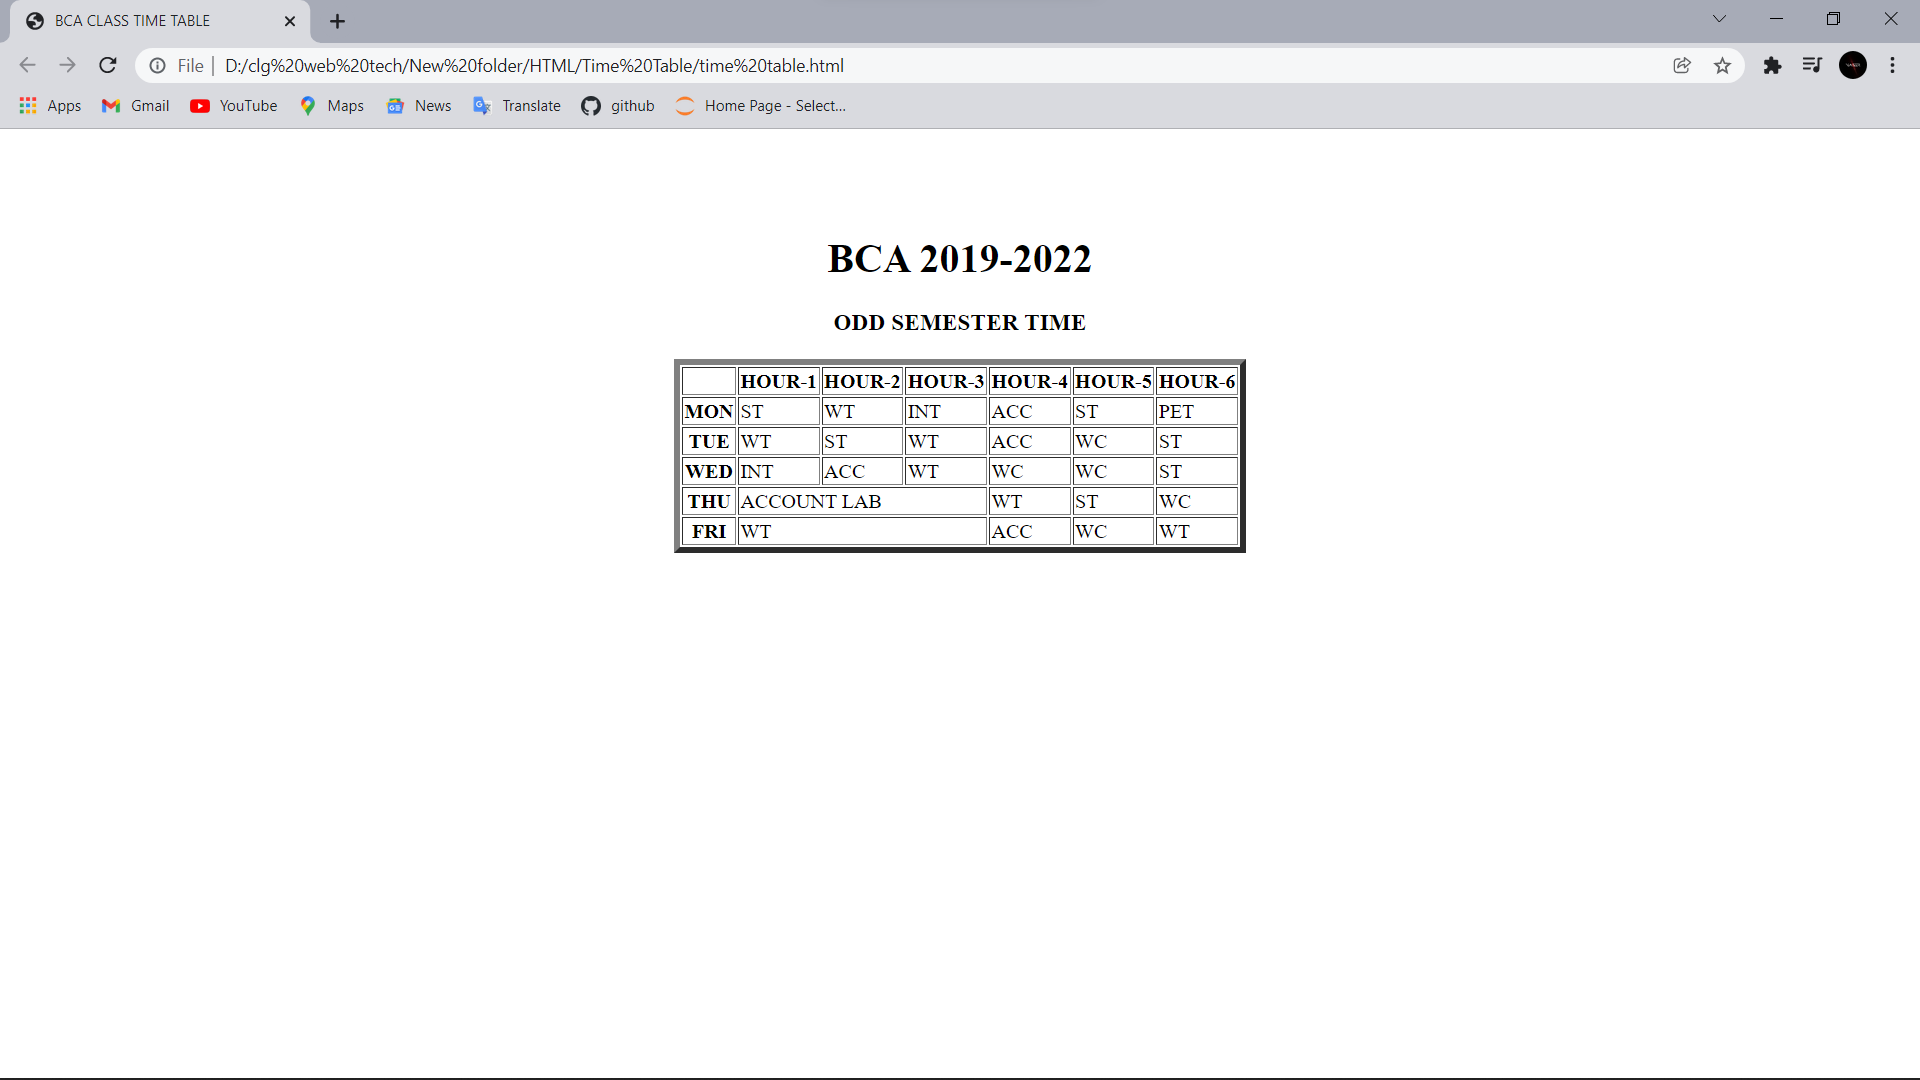 BCA CLASS TIME TABLE
File | D:/clg%20web%20tech/New%20folder/HTML/Time%20Table/time%20table.html
Apps Gmail YouTube Maps News Translate github Home Page - Select...
BCA 2019-2022
ODD SEMESTER TIME
HOUR-1 HOUR-2 HOUR-3 HOUR-4 HOUR-5 HOUR-6
MON ST WT INT ACC ST PET
TUE WT ST WT ACC WC ST
WED INT ACC WT WC WC ST
THU ACCOUNT LAB WT ST WC
FRI WT ACC WC WT